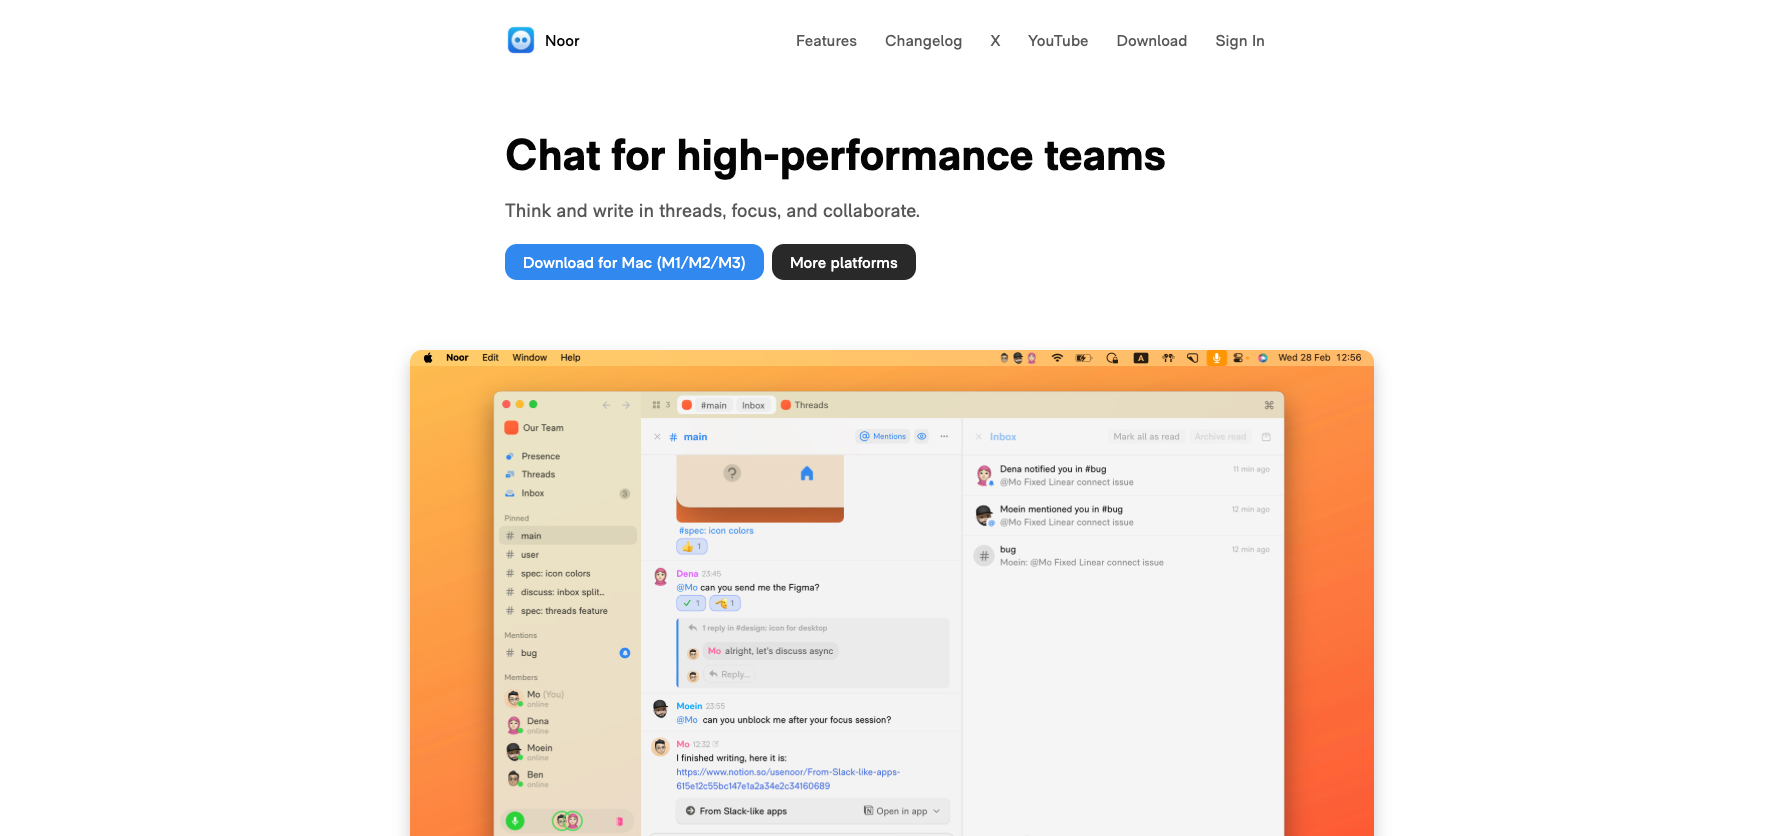 Noor
Features
Changelog
X
YouTube
Download
Sign In
Chat for high-performance teams
Think and write in threads, focus, and collaborate.
Download for Mac (M1/M2/M3)
More platforms
Noor Edit Window Help
A
Wed 28 Feb 12:56
Our Team
Presence
Threads
Inbox 3
Pinned
# main
# user
# spec: icon colors
# discuss: inbox split...
# spec: threads feature
Mentions
# bug
Members
Mo (You)
online
Dena
online
Moein
online
Ben
online
3
#main
Inbox
Threads
# main
@ Mentions
?
#spec: icon colors
👍 1
Dena 23:45
@Mo can you send me the Figma?
✓ 1
🫡 1
1 reply in #design: icon for desktop
Mo alright, let's discuss async
Reply...
Moein 23:55
@Mo can you unblock me after your focus session?
Mo 12:32
I finished writing, here it is:
https://www.notion.so/usenoor/From-Slack-like-apps-
615e12c55bc147e1a2a34e2c34160689
From Slack-like apps
Open in app
Inbox
Mark all as read
Archive read
Dena notified you in #bug 11 min ago
@Mo Fixed Linear connect issue
Moein mentioned you in #bug 12 min ago
@Mo Fixed Linear connect issue
# bug 12 min ago
Moein: @Mo Fixed Linear connect issue